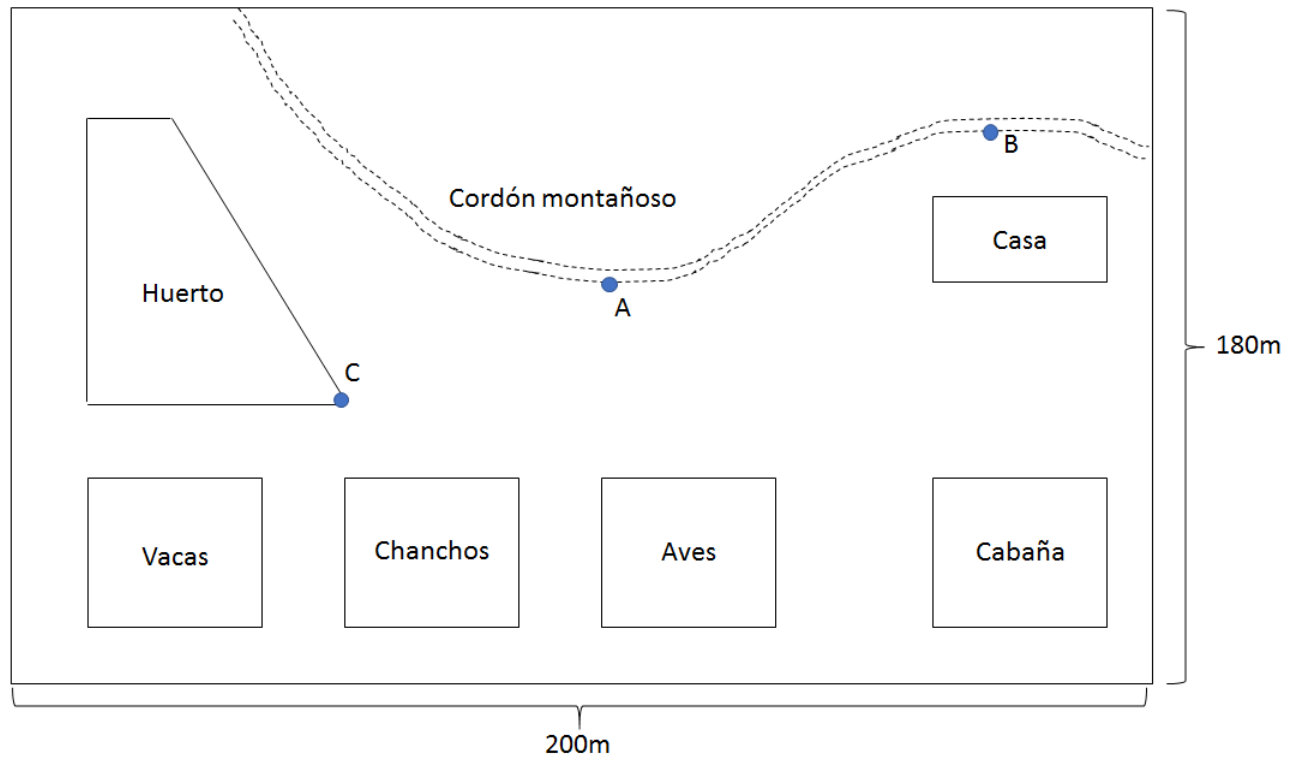 B
Cordón montañoso
Casa
Huerto
A
180m
C
Vacas
Chanchos
Aves
Cabaña
200m